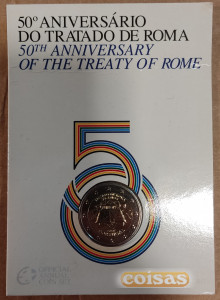 50º ANIVERSÁRIO
DO TRATADO DE ROMA
50TH ANNIVERSARY
OF THE TREATY OF ROME
coisas